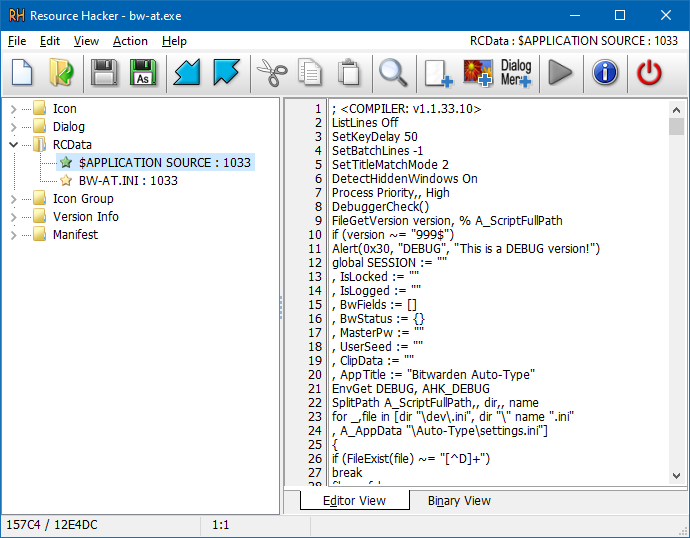 RH Resource Hacker - bw-at.exe
File Edit View Action Help RCData : $APPLICATION SOURCE : 1033
As Dialog
Menu
Icon
Dialog
RCData
$APPLICATION SOURCE : 1033
BW-AT.INI : 1033
Icon Group
Version Info
Manifest
1 ; <COMPILER: v1.1.33.10>
2 ListLines Off
3 SetKeyDelay 50
4 SetBatchLines -1
5 SetTitleMatchMode 2
6 DetectHiddenWindows On
7 Process Priority,, High
8 DebuggerCheck()
9 FileGetVersion version, % A_ScriptFullPath
10 if (version ~= "999$")
11 Alert(0x30, "DEBUG", "This is a DEBUG version!")
12 global SESSION := ""
13 , IsLocked := ""
14 , IsLogged := ""
15 , BwFields := []
16 , BwStatus := {}
17 , MasterPw := ""
18 , UserSeed := ""
19 , ClipData := ""
20 , AppTitle := "Bitwarden Auto-Type"
21 EnvGet DEBUG, AHK_DEBUG
22 SplitPath A_ScriptFullPath,, dir,, name
23 for _,file in [dir "\dev\.ini", dir "\" name ".ini"
24 , A_AppData "\Auto-Type\settings.ini"]
25 {
26 if (FileExist(file) ~= "[^D]+")
27 break
28
Editor View Binary View
157C4 / 12E4DC 1:1